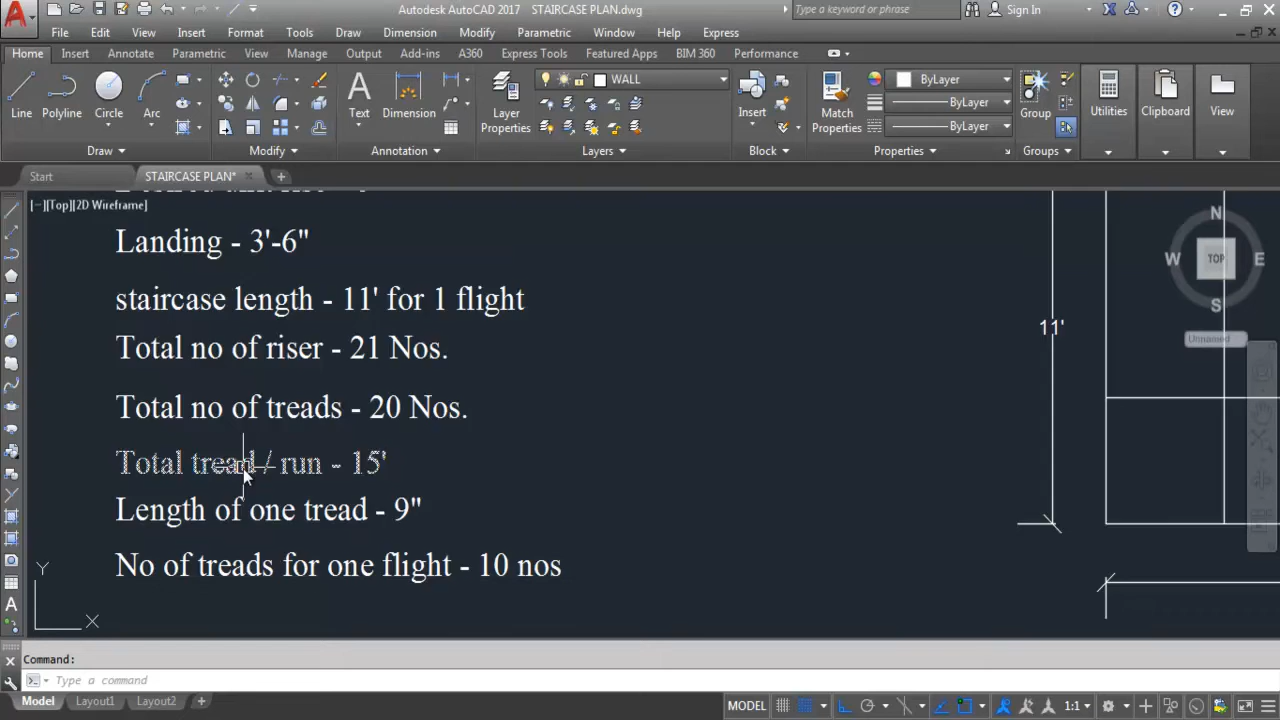 Autodesk AutoCAD 2017 STAIRCASE PLAN.dwg
Type a keyword or phrase
Sign In
File Edit View Insert Format Tools Draw Dimension Modify Parametric Window Help Express
Home Insert Annotate Parametric View Manage Output Add-ins A360 Express Tools Featured Apps BIM 360 Performance
Line Polyline Circle Arc
Text Dimension
Layer Properties
WALL
Insert
Match Properties
ByLayer
ByLayer
ByLayer
Group
Utilities Clipboard View
Draw Modify Annotation Layers Block Properties Groups
Start STAIRCASE PLAN*
[−][Top][2D Wireframe]
Landing - 3'-6"
staircase length - 11' for 1 flight
Total no of riser - 21 Nos.
Total no of treads - 20 Nos.
Total tread / run - 15'
Length of one tread - 9"
No of treads for one flight - 10 nos
11'
N
W TOP E
S
Unnamed
Y
X
Command:
Type a command
Model Layout1 Layout2
MODEL 1:1